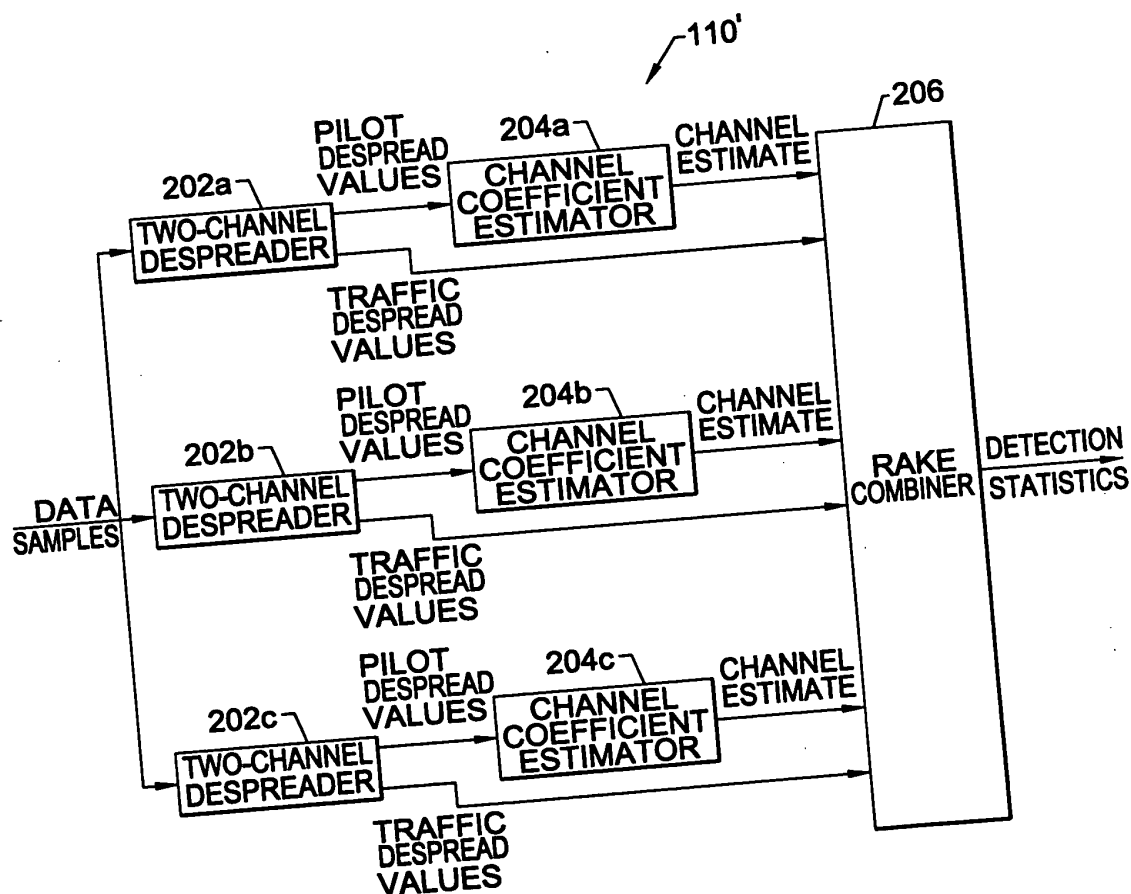 110'
206
PILOT
DESPREAD
VALUES
204a
CHANNEL
COEFFICIENT
ESTIMATOR
CHANNEL
ESTIMATE
202a
TWO-CHANNEL
DESPREADER
TRAFFIC
DESPREAD
VALUES
PILOT
DESPREAD
VALUES
204b
CHANNEL
COEFFICIENT
ESTIMATOR
CHANNEL
ESTIMATE
202b
TWO-CHANNEL
DESPREADER
DATA
SAMPLES
TRAFFIC
DESPREAD
VALUES
RAKE
COMBINER
DETECTION
STATISTICS
PILOT
DESPREAD
VALUES
204c
CHANNEL
COEFFICIENT
ESTIMATOR
CHANNEL
ESTIMATE
202c
TWO-CHANNEL
DESPREADER
TRAFFIC
DESPREAD
VALUES